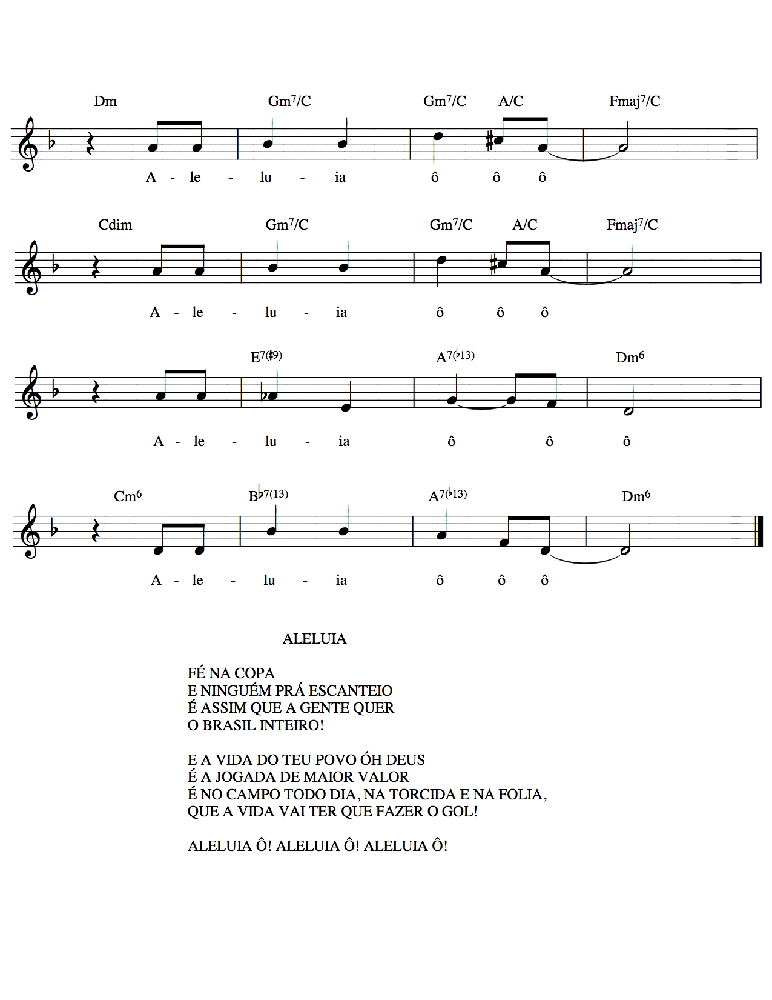 Dm Gm7/C Gm7/C A/C Fmaj7/C
A - le - lu - ia ô ô ô
Cdim Gm7/C Gm7/C A/C Fmaj7/C
A - le - lu - ia ô ô ô
E7(♯9) A7(♭13) Dm6
A - le - lu - ia ô ô ô
Cm6 B♭7(13) A7(♭13) Dm6
A - le - lu - ia ô ô ô
ALELUIA
FÉ NA COPA
E NINGUÉM PRÁ ESCANTEIO
É ASSIM QUE A GENTE QUER
O BRASIL INTEIRO!
E A VIDA DO TEU POVO ÓH DEUS
É A JOGADA DE MAIOR VALOR
É NO CAMPO TODO DIA, NA TORCIDA E NA FOLIA,
QUE A VIDA VAI TER QUE FAZER O GOL!
ALELUIA Ô! ALELUIA Ô! ALELUIA Ô!